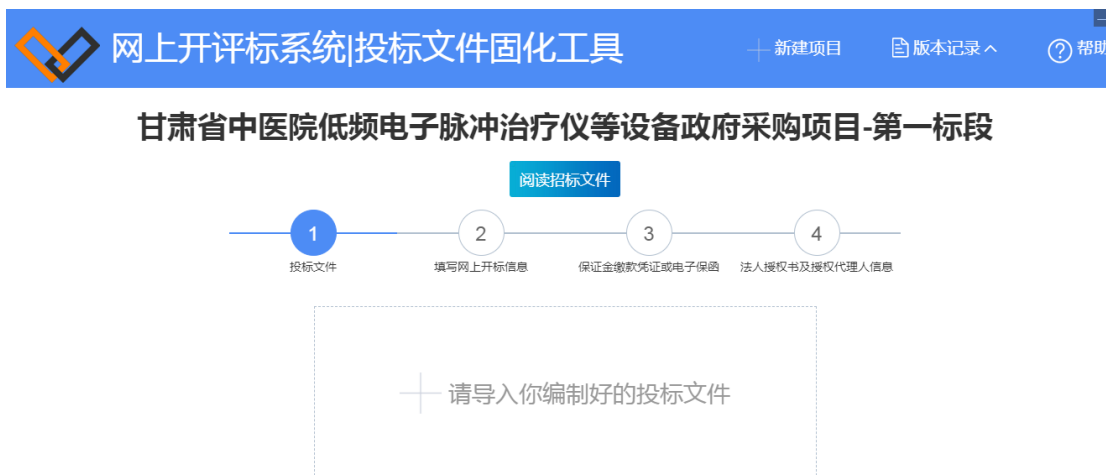 网上开评标系统|投标文件固化工具
新建项目
版本记录
帮助
甘肃省中医院低频电子脉冲治疗仪等设备政府采购项目-第一标段
阅读招标文件
1
2
3
4
投标文件
填写网上开标信息
保证金缴款凭证或电子保函
法人授权书及授权代理人信息
请导入你编制好的投标文件